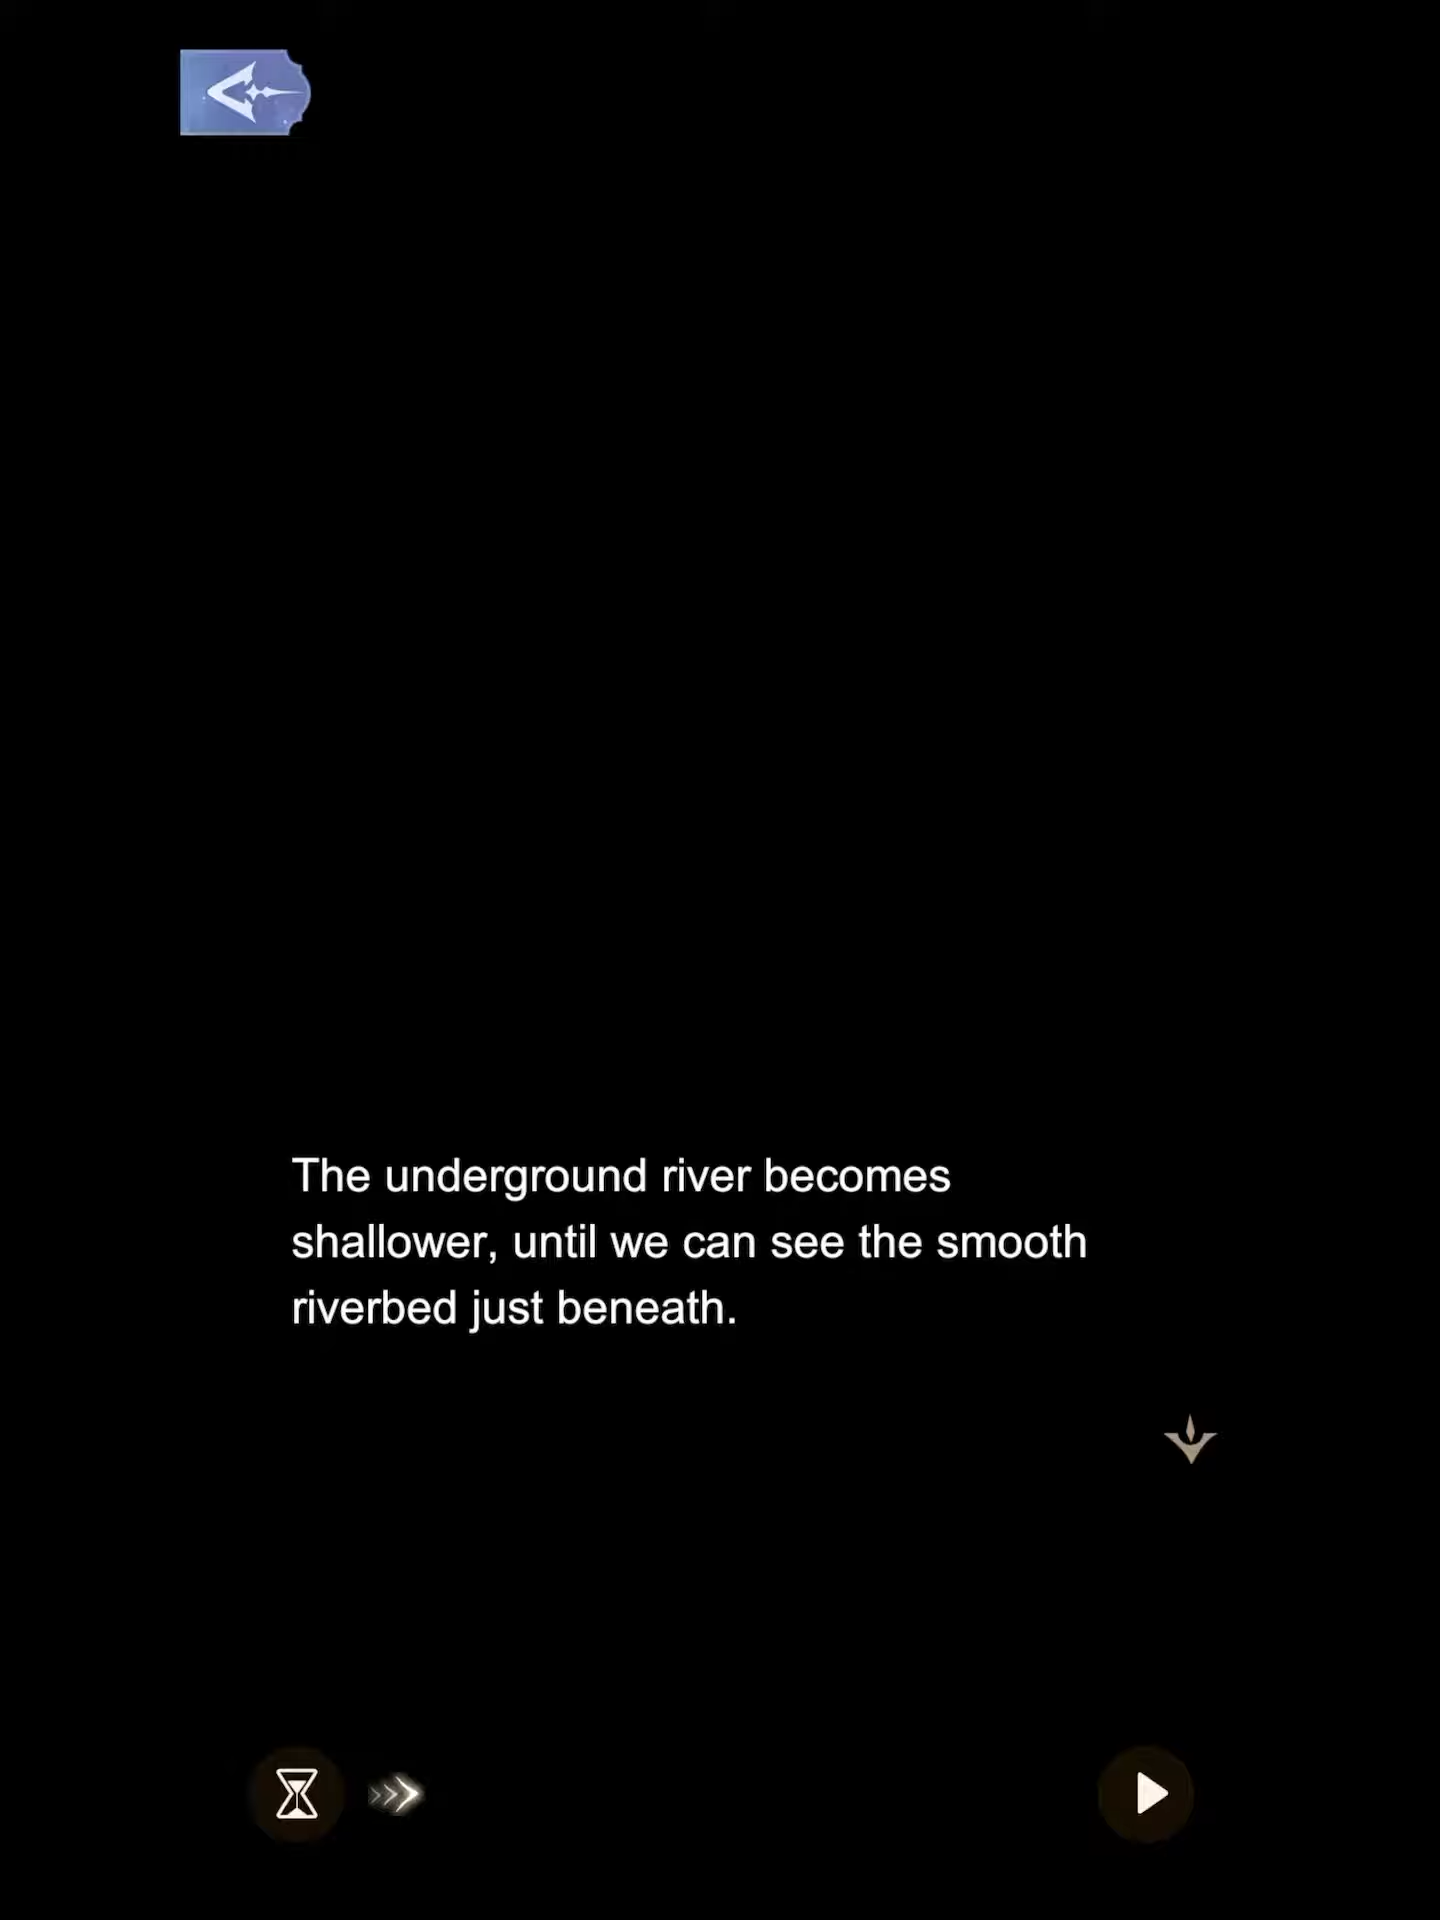 The underground river becomes
shallower, until we can see the smooth
riverbed just beneath.